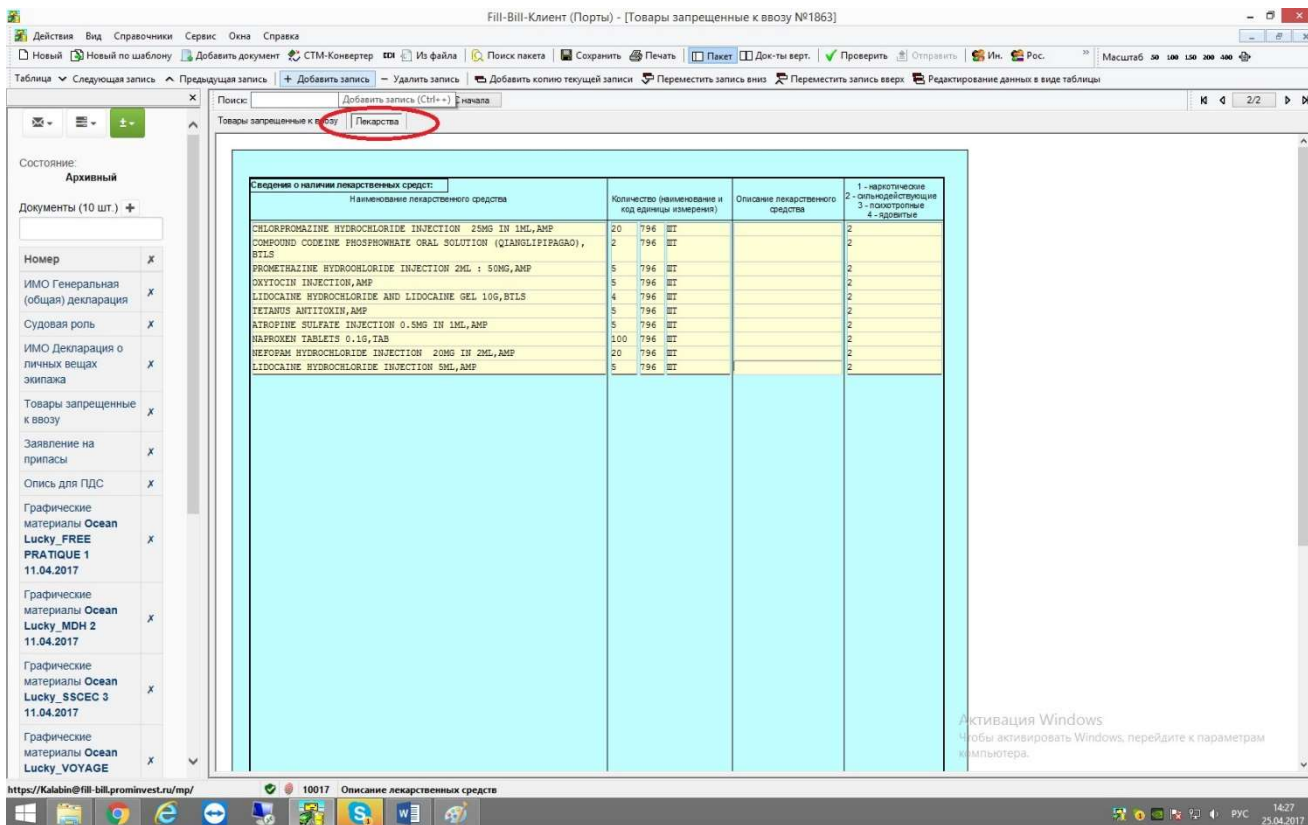 Fill-Bill-Клиент (Порты) - [Товары запрещенные к ввозу №1863]
Действия Вид Справочники Сервис Окна Справка
Новый Новый по шаблону Добавить документ СТМ-Конвертер EDI Из файла Поиск пакета Сохранить Печать Пакет Док-ты верт. Проверить Отправить Ин. Рос. Масштаб 50 100 150 200 400
Таблица Следующая запись Предыдущая запись + Добавить запись − Удалить запись Добавить копию текущей записи Переместить запись вниз Переместить запись вверх Редактирование данных в виде таблицы
Поиск: Добавить запись (Ctrl++) С начала 2/2
Товары запрещенные к ввозу Лекарства
Состояние:
Архивный
Документы (10 шт.) +
Номер x
ИМО Генеральная
(общая) декларация x
Судовая роль x
ИМО Декларация о
личных вещах x
экипажа
Товары запрещенные
к ввозу x
Заявление на
припасы x
Опись для ПДС x
Графические
материалы Ocean
Lucky_FREE x
PRATIQUE 1
11.04.2017
Графические
материалы Ocean
Lucky_MDH 2 x
11.04.2017
Графические
материалы Ocean
Lucky_SSCEC 3 x
11.04.2017
Графические
материалы Ocean
Lucky_VOYAGE x
Сведения о наличии лекарственных средст:
Наименование лекарственного средства
Количество (наименование и
код единицы измерения)
Описание лекарственного
средства
1 - наркотические
2 - сильнодействующие
3 - психотропные
4 - ядовитые
CHLORPROMAZINE HYDROCHLORIDE INJECTION 25MG IN 1ML,AMP 20 796 ШТ 2
COMPOUND CODEINE PHOSPHOWHATE ORAL SOLUTION (QIANGLIPIPAGAO), 2 796 ШТ 2
BTLS
PROMETHAZINE HYDROOHLORIDE INJECTION 2ML : 50MG,AMP 5 796 ШТ 2
OXYTOCIN INJECTION,AMP 5 796 ШТ 2
LIDOCAINE HYDROCHLORIDE AND LIDOCAINE GEL 10G,BTLS 4 796 ШТ 2
TETANUS ANTITOXIN,AMP 5 796 ШТ 2
ATROPINE SULFATE INJECTION 0.5MG IN 1ML,AMP 5 796 ШТ 2
NAPROXEN TABLETS 0.1G,TAB 100 796 ШТ 2
NEFOPAM HYDROCHLORIDE INJECTION 20MG IN 2ML,AMP 20 796 ШТ 2
LIDOCAINE HYDROCHLORIDE INJECTION 5ML,AMP 5 796 ШТ 2
Активация Windows
Чтобы активировать Windows, перейдите к параметрам
компьютера.
https://Kalabin@fill-bill.prominvest.ru/mp/ 10017 Описание лекарственных средств
РУС 14:27
25.04.2017